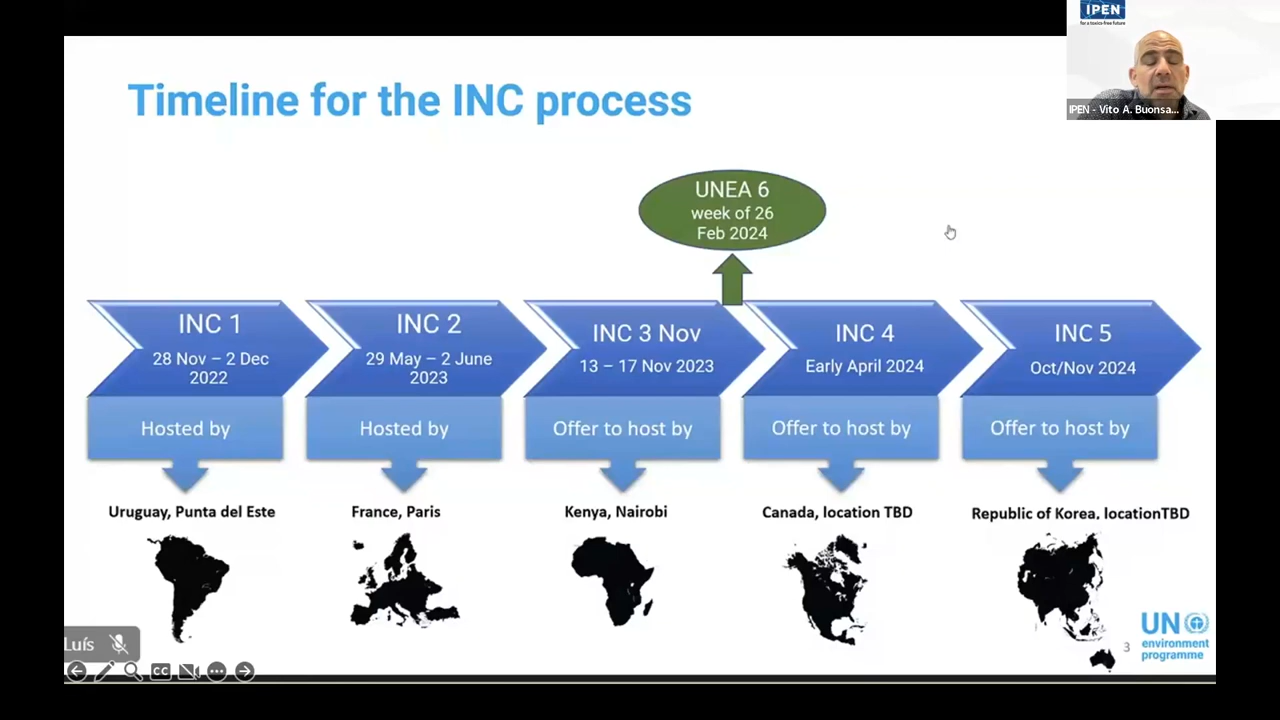 IPEN
for a toxics-free future
IPEN - Vito A. Buonsa...
Timeline for the INC process
UNEA 6
week of 26
Feb 2024
INC 1
28 Nov – 2 Dec
2022
INC 2
29 May – 2 June
2023
INC 3 Nov
13 – 17 Nov 2023
INC 4
Early April 2024
INC 5
Oct/Nov 2024
Hosted by
Hosted by
Offer to host by
Offer to host by
Offer to host by
Uruguay, Punta del Este
France, Paris
Kenya, Nairobi
Canada, location TBD
Republic of Korea, locationTBD
Luís
CC
3
UN
environment
programme